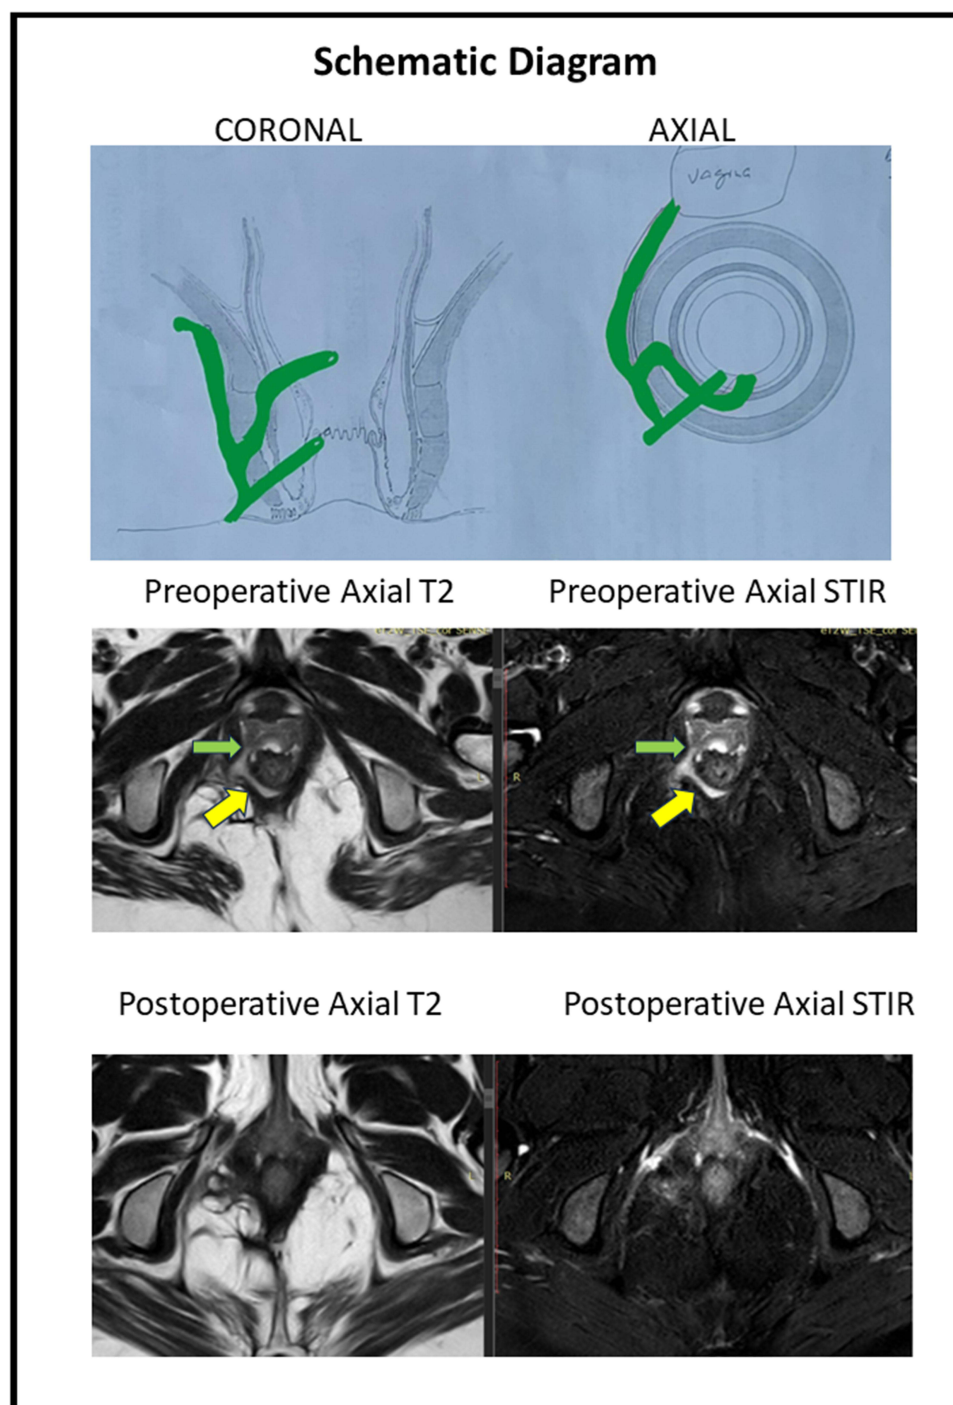 Schematic Diagram
CORONAL
AXIAL
vagina
Preoperative Axial T2
Preoperative Axial STIR
R
Postoperative Axial T2
Postoperative Axial STIR
L
R